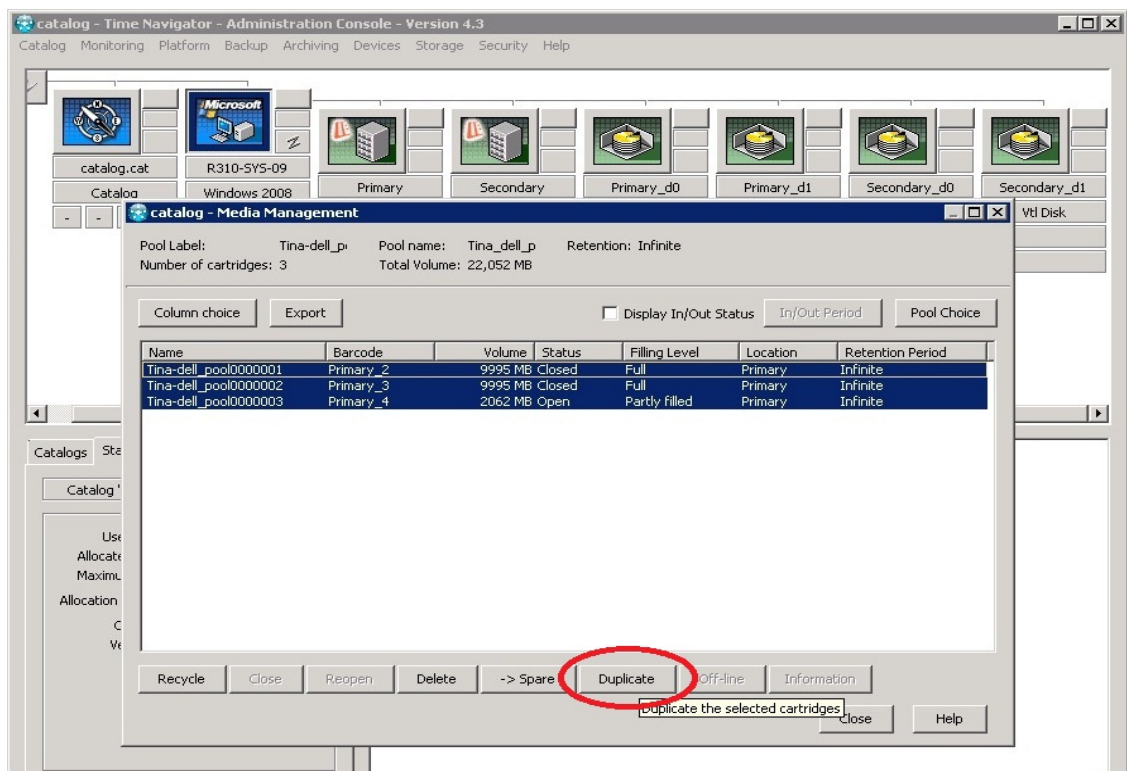 catalog - Time Navigator - Administration Console - Version 4.3
Catalog Monitoring Platform Backup Archiving Devices Storage Security Help
Microsoft
catalog.cat R310-SYS-09
Primary Secondary Primary_d0 Primary_d1 Secondary_d0 Secondary_d1
Catalog Windows 2008
- - Vtl Disk
catalog - Media Management
Pool Label: Tina-dell_p Pool name: Tina_dell_p Retention: Infinite
Number of cartridges: 3 Total Volume: 22,052 MB
Column choice Export Display In/Out Status In/Out Period Pool Choice
Name Barcode Volume Status Filling Level Location Retention Period
Tina-dell_pool0000001 Primary_2 9995 MB Closed Full Primary Infinite
Tina-dell_pool0000002 Primary_3 9995 MB Closed Full Primary Infinite
Tina-dell_pool0000003 Primary_4 2062 MB Open Partly filled Primary Infinite
Catalogs Sta
Catalog '
Use
Allocate
Maximu
Allocation
Recycle Close Reopen Delete -> Spare Duplicate Off-line Information
Duplicate the selected cartridges
Close Help